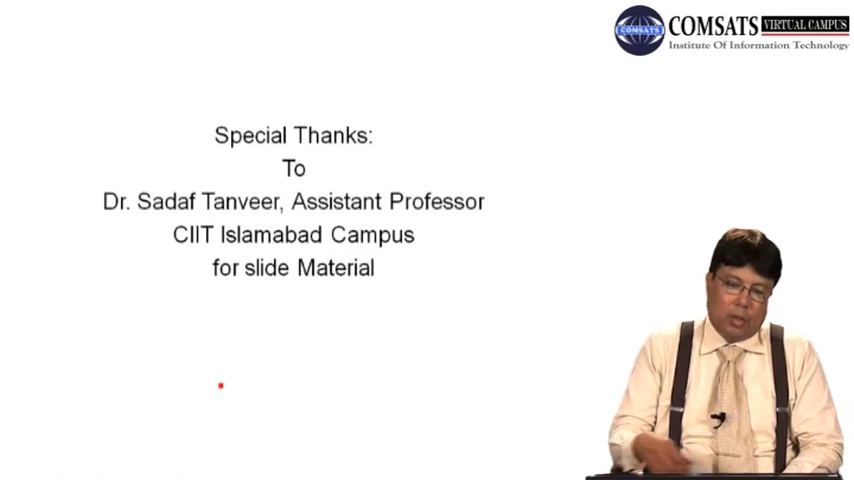 COMSATS VIRTUAL CAMPUS
COMSATS
Institute Of Information Technology
Special Thanks:
To
Dr. Sadaf Tanveer, Assistant Professor
CIIT Islamabad Campus
for slide Material